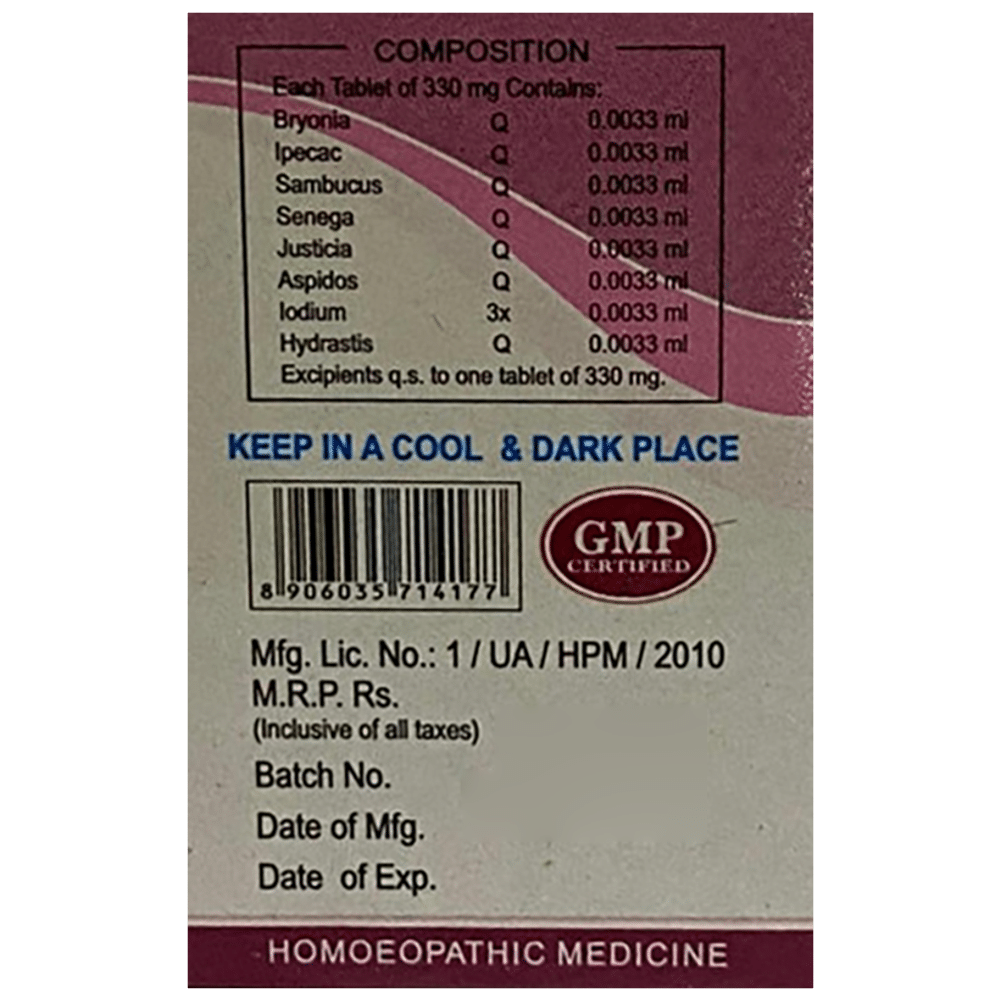 COMPOSITION
Each Tablet of 330 mg Contains:
Bryonia Q 0.0033 ml
Ipecac Q 0.0033 ml
Sambucus Q 0.0033 ml
Senega Q 0.0033 ml
Justicia Q 0.0033 ml
Aspidos Q 0.0033 ml
Iodium 3x 0.0033 ml
Hydrastis Q 0.0033 ml
Excipients q.s. to one tablet of 330 mg.
KEEP IN A COOL & DARK PLACE
GMP
CERTIFIED
8 906035 714177
Mfg. Lic. No.: 1 / UA / HPM / 2010
M.R.P. Rs.
(Inclusive of all taxes)
Batch No.
Date of Mfg.
Date of Exp.
HOMOEOPATHIC MEDICINE